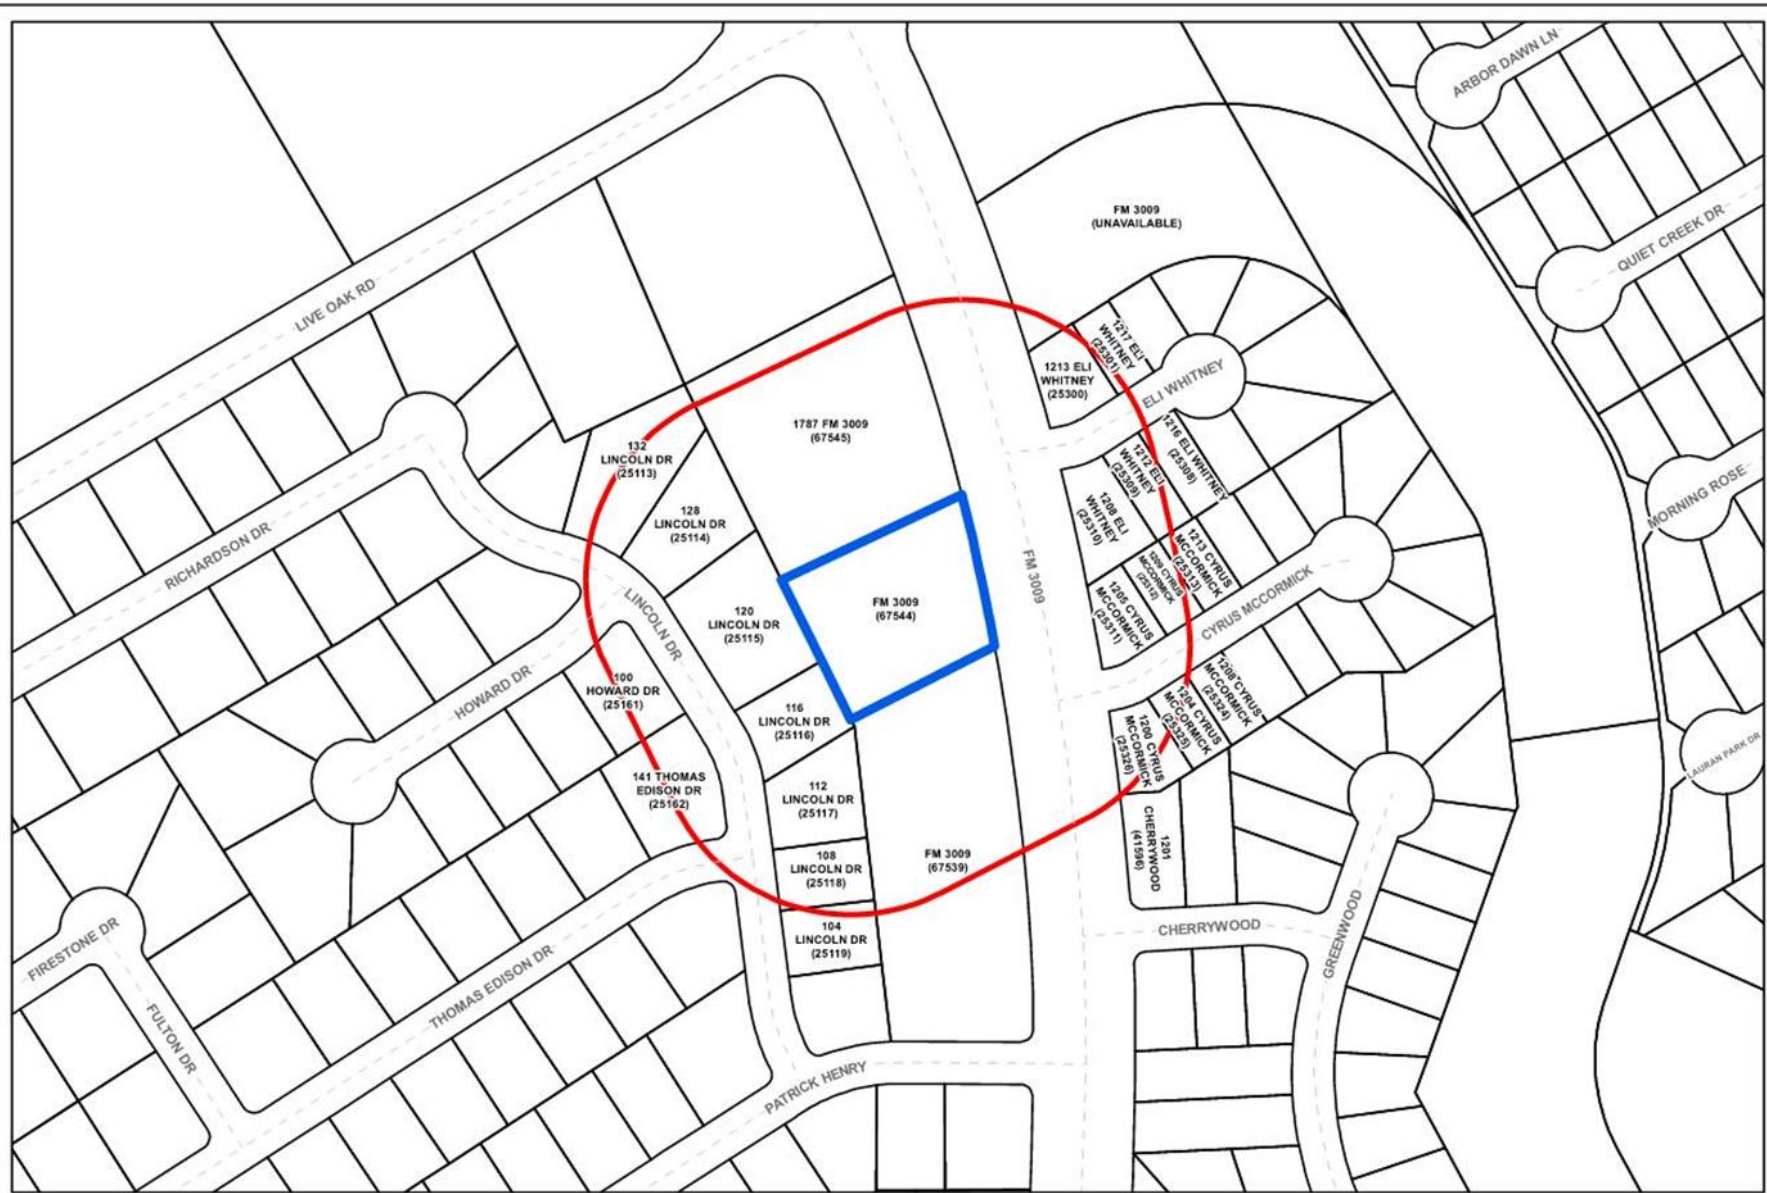 ARBOR DAWN LN
FM 3009
(UNAVAILABLE)
QUIET CREEK DR
LIVE OAK RD
1217 ELI
WHITNEY
(25301)
1213 ELI
WHITNEY
(25300)
ELI WHITNEY
1787 FM 3009
(67545)
132
LINCOLN DR
(25113)
1216 ELI WHITNEY
(25308)
1212 ELI
WHITNEY
(25309)
MORNING ROSE
128
LINCOLN DR
(25114)
1208 ELI
WHITNEY
(25310)
RICHARDSON DR
FM 3009
1213 CYRUS
MCCORMICK
(25313)
1209 CYRUS
MCCORMICK
(25312)
1205 CYRUS
MCCORMICK
(25311)
CYRUS MCCORMICK
FM 3009
(67544)
LINCOLN DR
120
LINCOLN DR
(25115)
100
HOWARD DR
(25161)
HOWARD DR
1208 CYRUS
MCCORMICK
(25324)
1204 CYRUS
MCCORMICK
(25325)
1200 CYRUS
MCCORMICK
(25326)
116
LINCOLN DR
(25116)
LAURAN PARK DR
141 THOMAS
EDISON DR
(25162)
112
LINCOLN DR
(25117)
1201
CHERRYWOOD
(41596)
108
LINCOLN DR
(25118)
FM 3009
(67539)
104
LINCOLN DR
(25119)
CHERRYWOOD
GREENWOOD
FIRESTONE DR
THOMAS EDISON DR
FULTON DR
PATRICK HENRY